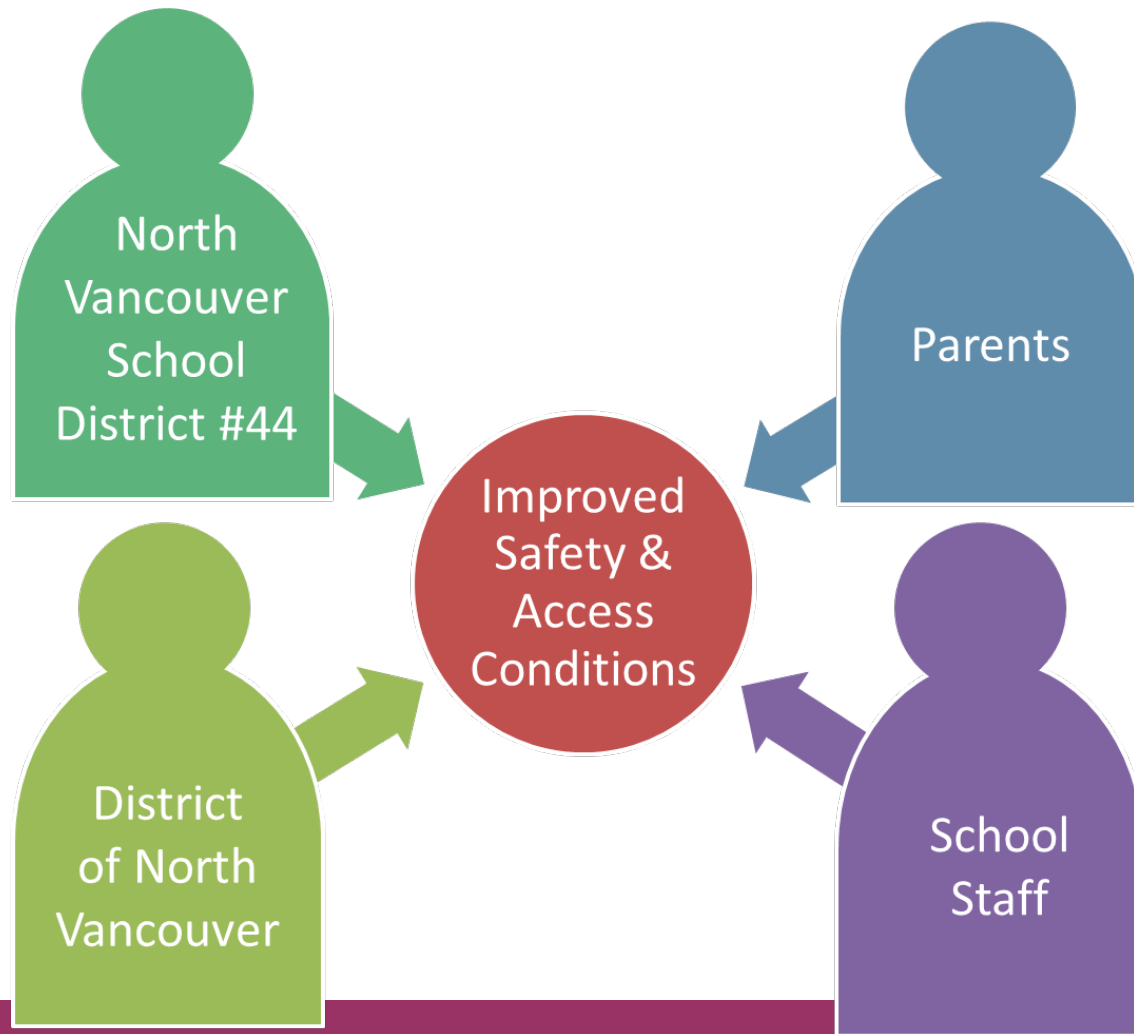 North
Vancouver
School
District #44
Parents
Improved
Safety &
Access
Conditions
District
of North
Vancouver
School
Staff